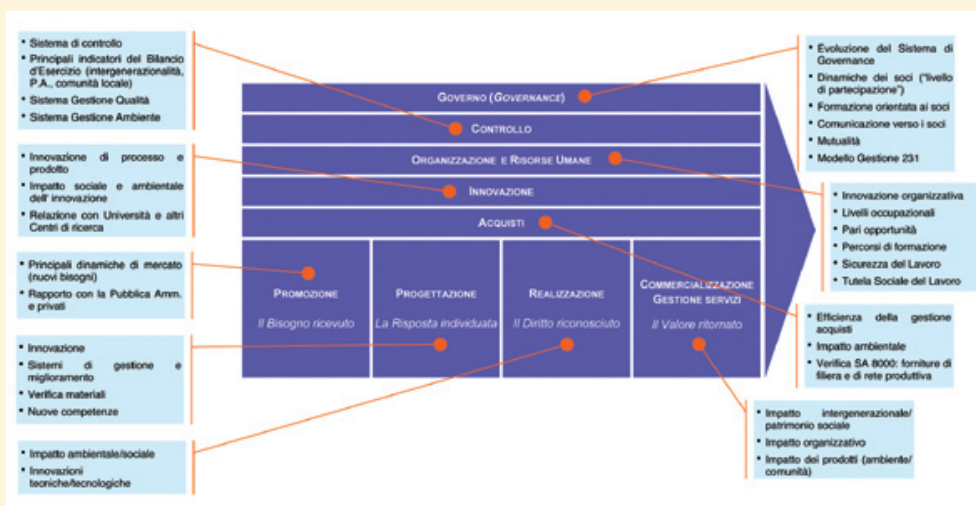 • Sistema di controllo
• Principali indicatori del Bilancio
d'Esercizio (intergenerazionalità,
P.A., comunità locale)
• Sistema Gestione Qualità
• Sistema Gestione Ambiente
• Innovazione di processo e
prodotto
• Impatto sociale e ambientale
dell' innovazione
• Relazione con Università e altri
Centri di ricerca
• Principali dinamiche di mercato
(nuovi bisogni)
• Rapporto con la Pubblica Amm.
e privati
• Innovazione
• Sistemi di gestione e
miglioramento
• Verifica materiali
• Nuove competenze
• Impatto ambientale/sociale
• Innovazioni
tecniche/tecnologiche
GOVERNO (GOVERNANCE)
CONTROLLO
ORGANIZZAZIONE E RISORSE UMANE
INNOVAZIONE
ACQUISTI
PROMOZIONE
Il Bisogno ricevuto
PROGETTAZIONE
La Risposta individuata
REALIZZAZIONE
Il Diritto riconosciuto
COMMERCIALIZZAZIONE
GESTIONE SERVIZI
Il Valore ritornato
• Evoluzione del Sistema di
Governance
• Dinamiche dei soci ("livello
di partecipazione")
• Formazione orientata ai soci
• Comunicazione verso i soci
• Mutualità
• Modello Gestione 231
• Innovazione organizzativa
• Livelli occupazionali
• Pari opportunità
• Percorsi di formazione
• Sicurezza del Lavoro
• Tutela Sociale del Lavoro
• Efficienza della gestione
acquisti
• Impatto ambientale
• Verifica SA 8000: forniture di
filiera e di rete produttiva
• Impatto intergenerazionale/
patrimonio sociale
• Impatto organizzativo
• Impatto dei prodotti (ambiente/
comunità)